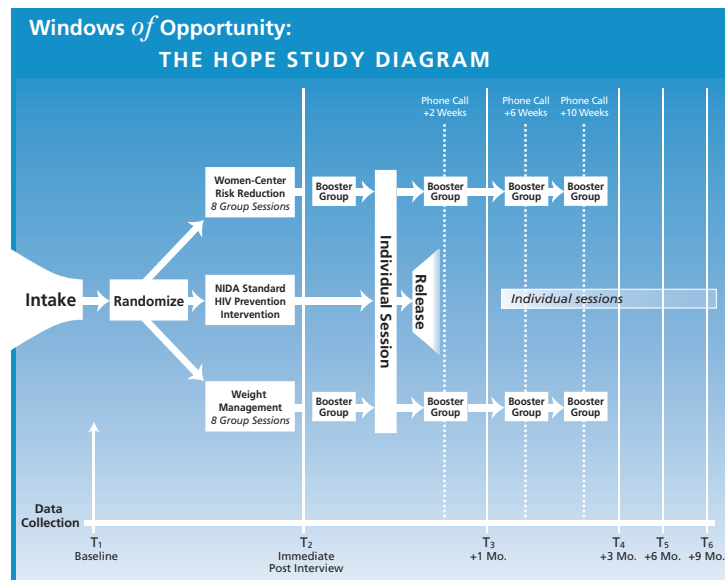 Windows of Opportunity:
THE HOPE STUDY DIAGRAM
Phone Call
+2 Weeks
Phone Call
+6 Weeks
Phone Call
+10 Weeks
Women-Center
Risk Reduction
8 Group Sessions
Booster
Group
Booster
Group
Booster
Group
Booster
Group
Intake
Randomize
NIDA Standard
HIV Prevention
Intervention
Individual Session
Release
Individual sessions
Weight
Management
8 Group Sessions
Booster
Group
Booster
Group
Booster
Group
Booster
Group
Data
Collection
T1
Baseline
T2
Immediate
Post Interview
T3
+1 Mo.
T4
+3 Mo.
T5
+6 Mo.
T6
+9 Mo.